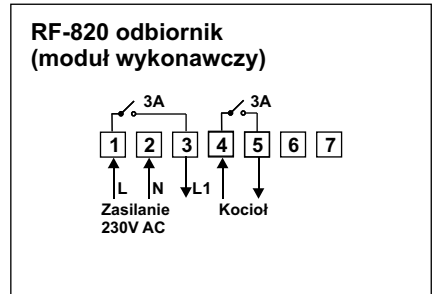 RF-820 odbiornik
(moduł wykonawczy)
3A 3A
1 2 3 4 5 6 7
L N L1
Zasilanie Kocioł
230V AC